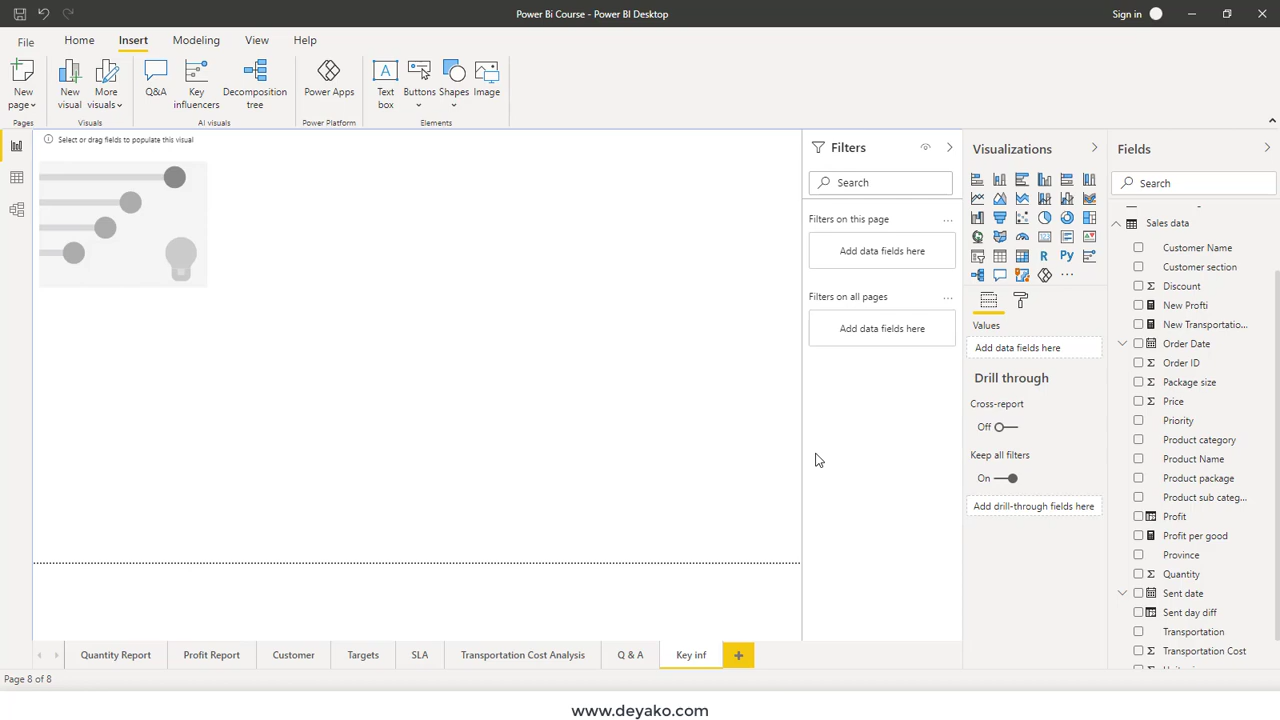 Power Bi Course - Power BI Desktop
Sign in
File
Home
Insert
Modeling
View
Help
New page
New visual
More visuals
Q&A
Key influencers
Decomposition tree
Power Apps
Text box
Buttons
Shapes
Image
Pages
Visuals
AI visuals
Power Platform
Elements
Select or drag fields to populate this visual
Filters
Search
Filters on this page
Add data fields here
Filters on all pages
Add data fields here
Visualizations
R
Py
Values
Add data fields here
Drill through
Cross-report
Off
Keep all filters
On
Add drill-through fields here
Fields
Search
Sales data
Customer Name
Customer section
Discount
New Profti
New Transportatio...
Order Date
Order ID
Package size
Price
Priority
Product category
Product Name
Product package
Product sub categ...
Profit
Profit per good
Province
Quantity
Sent date
Sent day diff
Transportation
Transportation Cost
Quantity Report
Profit Report
Customer
Targets
SLA
Transportation Cost Analysis
Q & A
Key inf
Page 8 of 8
www.deyako.com